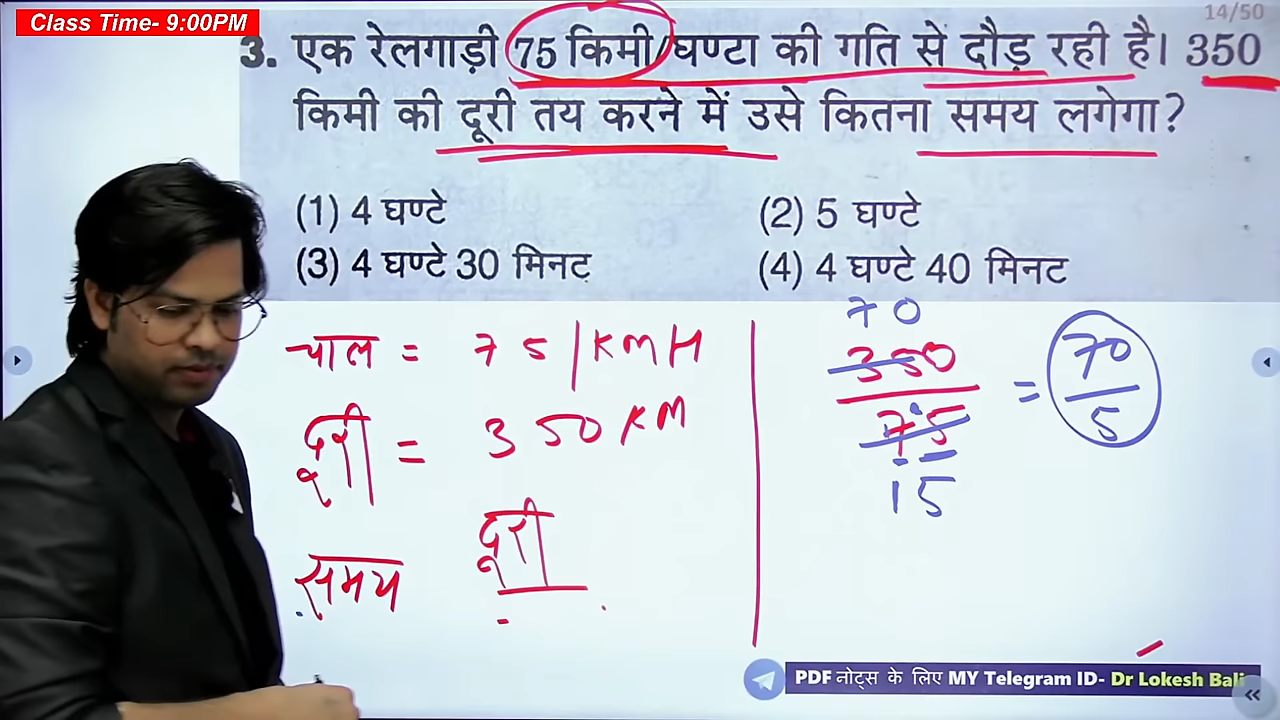 Class Time- 9:00PM
14/50
3. एक रेलगाड़ी 75 किमी/घण्टा की गति से दौड़ रही है। 350
किमी की दूरी तय करने में उसे कितना समय लगेगा?
(1) 4 घण्टे
(2) 5 घण्टे
(3) 4 घण्टे 30 मिनट
(4) 4 घण्टे 40 मिनट
चाल = 75/KMH
दूरी = 350 KM
समय दूरी
70
350
75
15
= 70
5
PDF नोट्स के लिए MY Telegram ID- Dr Lokesh Bali